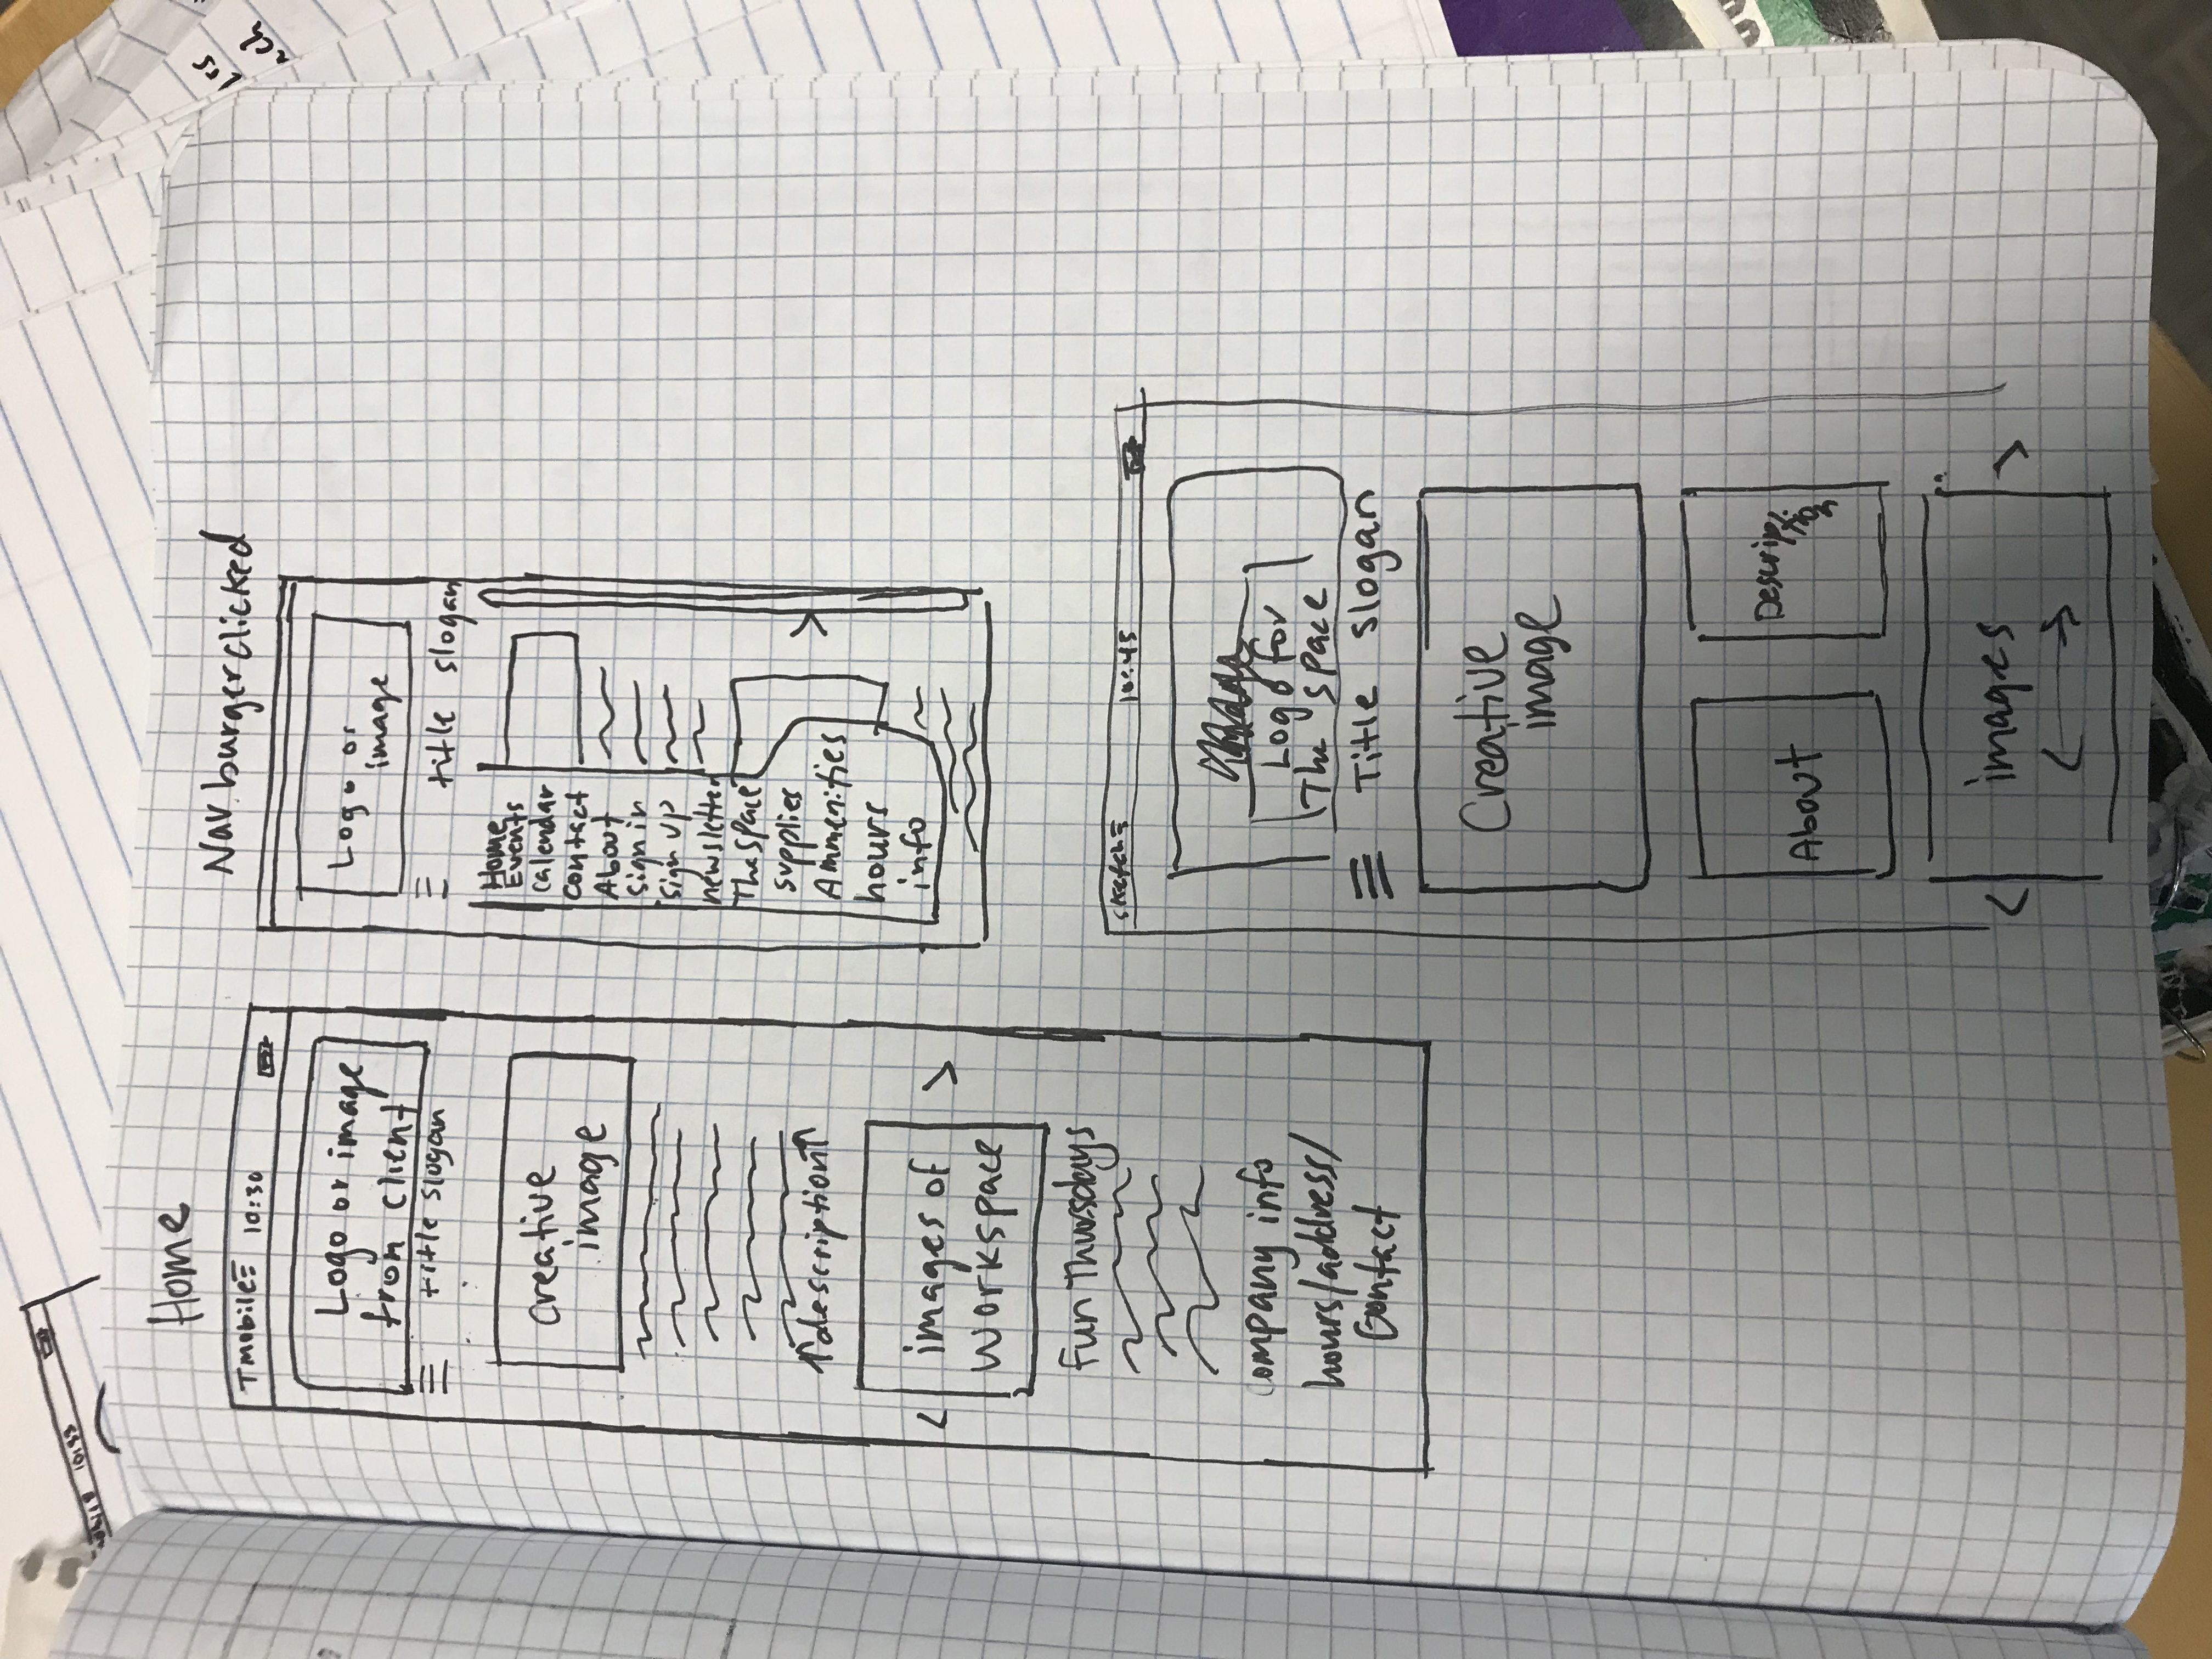 10:33
Home
Tmobile 10:30
Logo or image
from client
title slogan
Creative
image
↑description↑
< images of >
workspace
Fun Thursdays
Company info
hours/address/
Contact
Nav. burger clicked
Logo or
image
title slogan
Home
Events
Calendar
Contact
About
Sign in
Sign up
newsletter
The space
supplies
Ammenities
hours
info
>
sketch 10:45
Logo for
The space
Title Slogan
Creative
image
About
Description
< images >